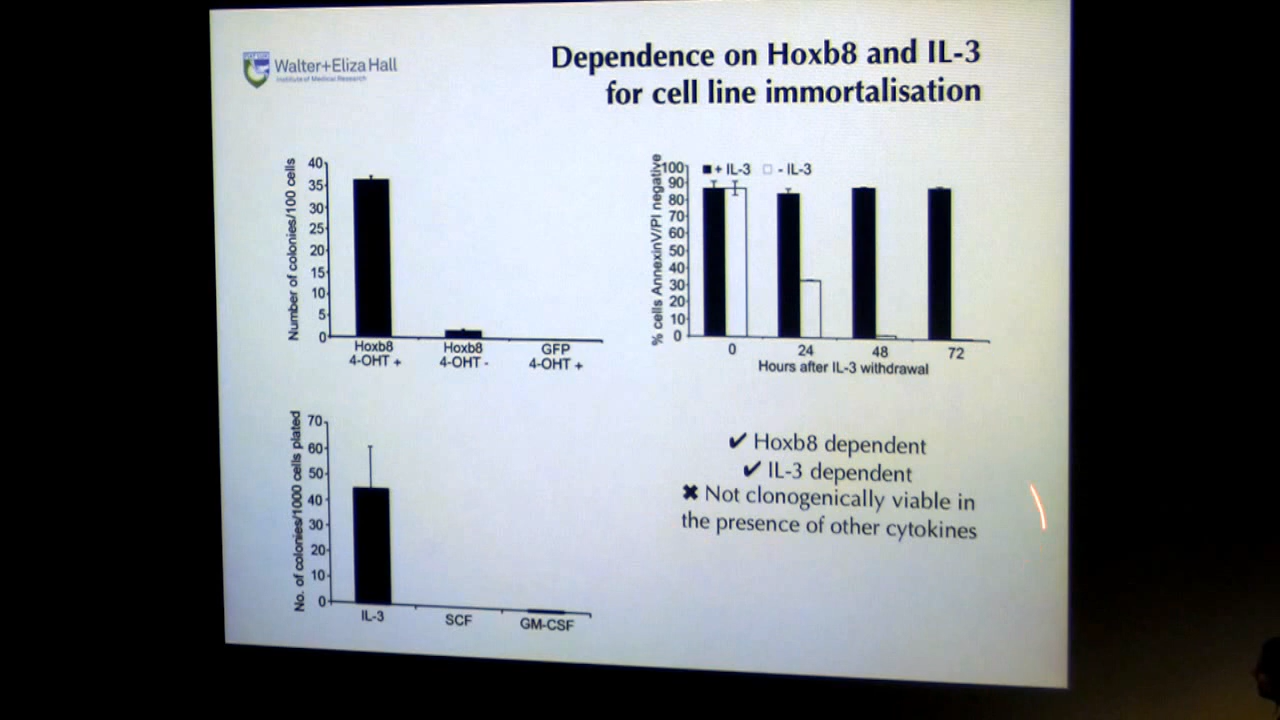 Walter+Eliza Hall
Institute of Medical Research
Dependence on Hoxb8 and IL-3
for cell line immortalisation
Number of colonies/100 cells
40
35
30
25
20
15
10
5
0
Hoxb8
4-OHT +
Hoxb8
4-OHT -
GFP
4-OHT +
% cells AnnexinV/PI negative
+ IL-3
- IL-3
100
90
80
70
60
50
40
30
20
10
0
0
24
48
72
Hours after IL-3 withdrawal
No. of colonies/1000 cells plated
70
60
50
40
30
20
10
0
IL-3
SCF
GM-CSF
✔ Hoxb8 dependent
✔ IL-3 dependent
✖ Not clonogenically viable in
the presence of other cytokines